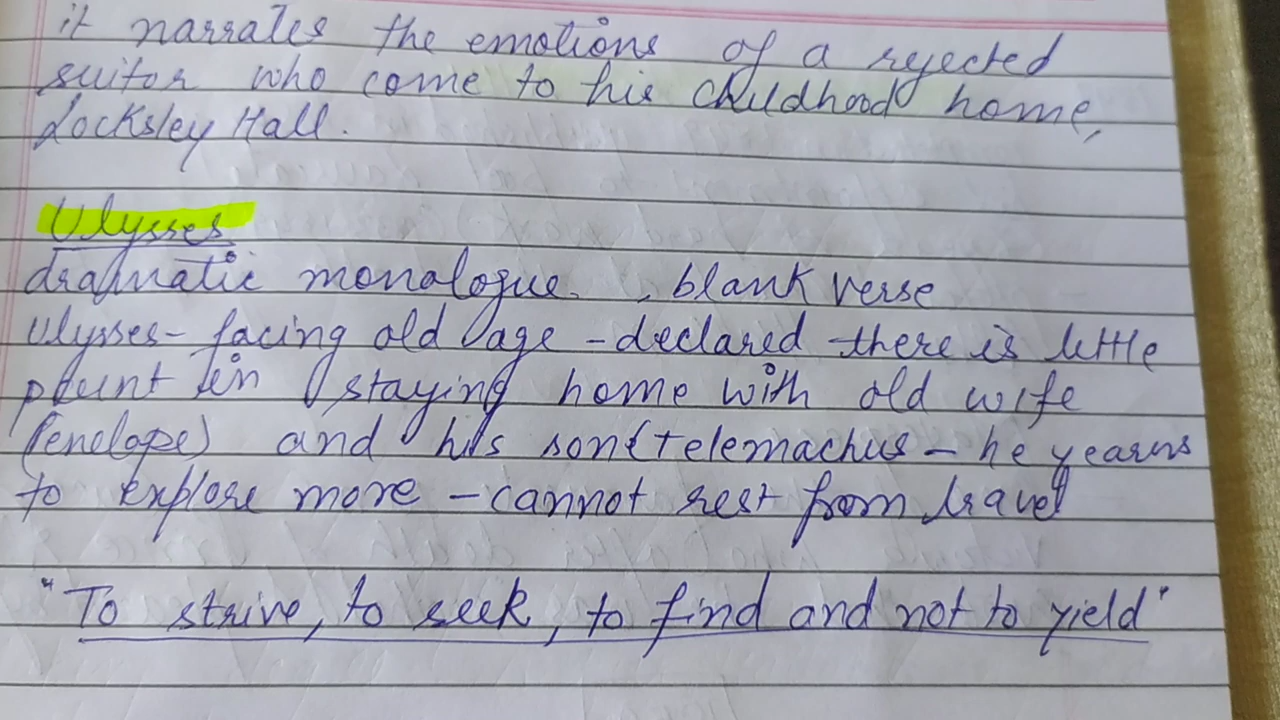 it narrates the emotions of a rejected
suitor who come to his childhood home,
Locksley Hall.
Ulysses
dramatic monologue. , blank verse
Ulysses - facing old age - declared there is little
point in staying home with old wife
(Penelope) and his son (telemachus - he yearns
to explore more - cannot rest from travel
"To strive, to seek, to find and not to yield"